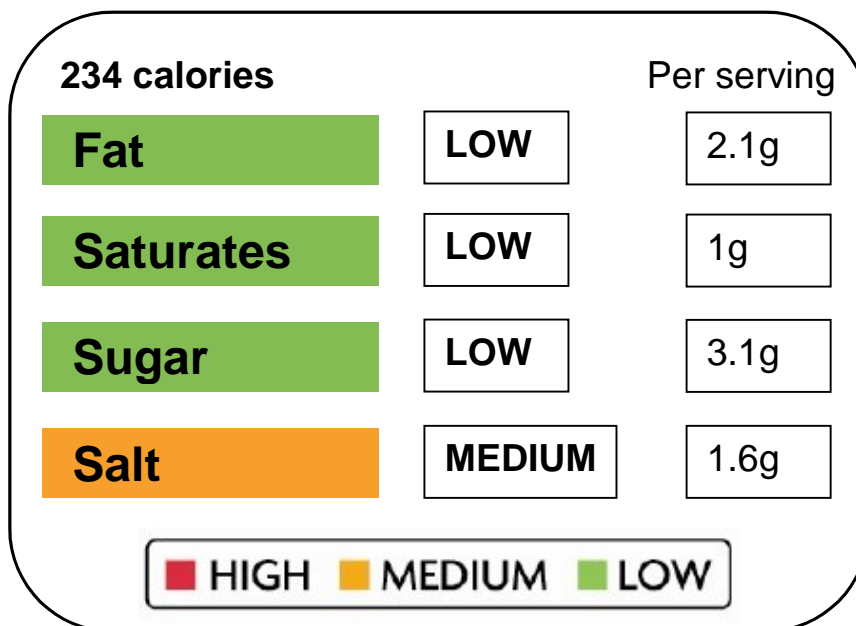 234 calories Per serving
Fat LOW 2.1g
Saturates LOW 1g
Sugar LOW 3.1g
Salt MEDIUM 1.6g
HIGH MEDIUM LOW